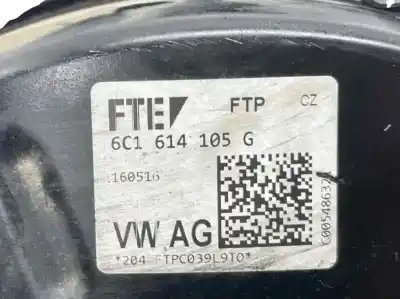 FTE FTP CZ
6C1 614 105 G
160516
VW AG
*204 FTPC039L9T0*